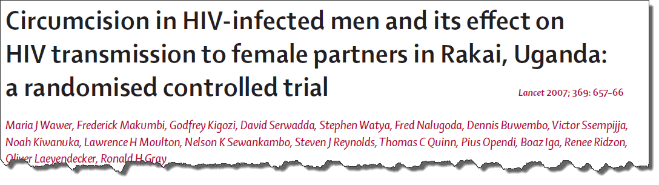 Circumcision in HIV-infected men and its effect on
HIV transmission to female partners in Rakai, Uganda:
a randomised controlled trial
Lancet 2007; 369: 657–66
Maria J Wawer, Frederick Makumbi, Godfrey Kigozi, David Serwadda, Stephen Watya, Fred Nalugoda, Dennis Buwembo, Victor Ssempijja,
Noah Kiwanuka, Lawrence H Moulton, Nelson K Sewankambo, Steven J Reynolds, Thomas C Quinn, Pius Opendi, Boaz Iga, Renee Ridzon,
Oliver Laeyendecker, Ronald H Gray